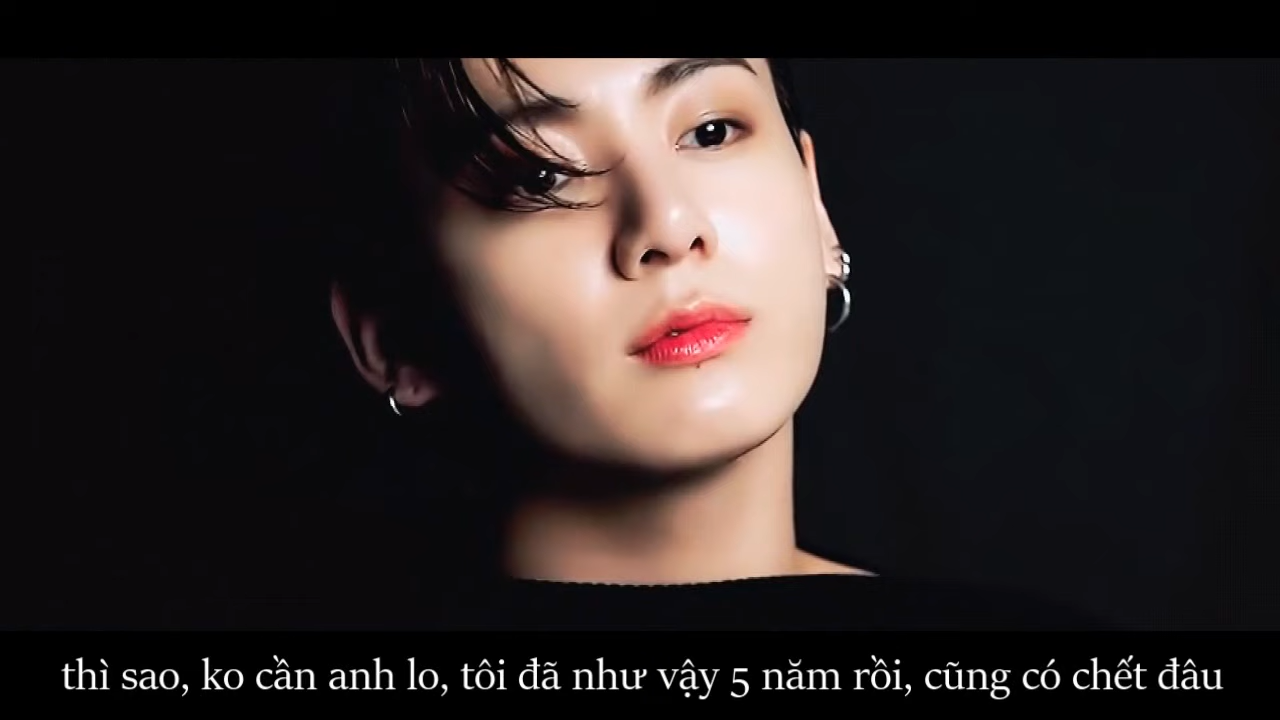 thì sao, ko cần anh lo, tôi đã như vậy 5 năm rồi, cũng có chết đâu